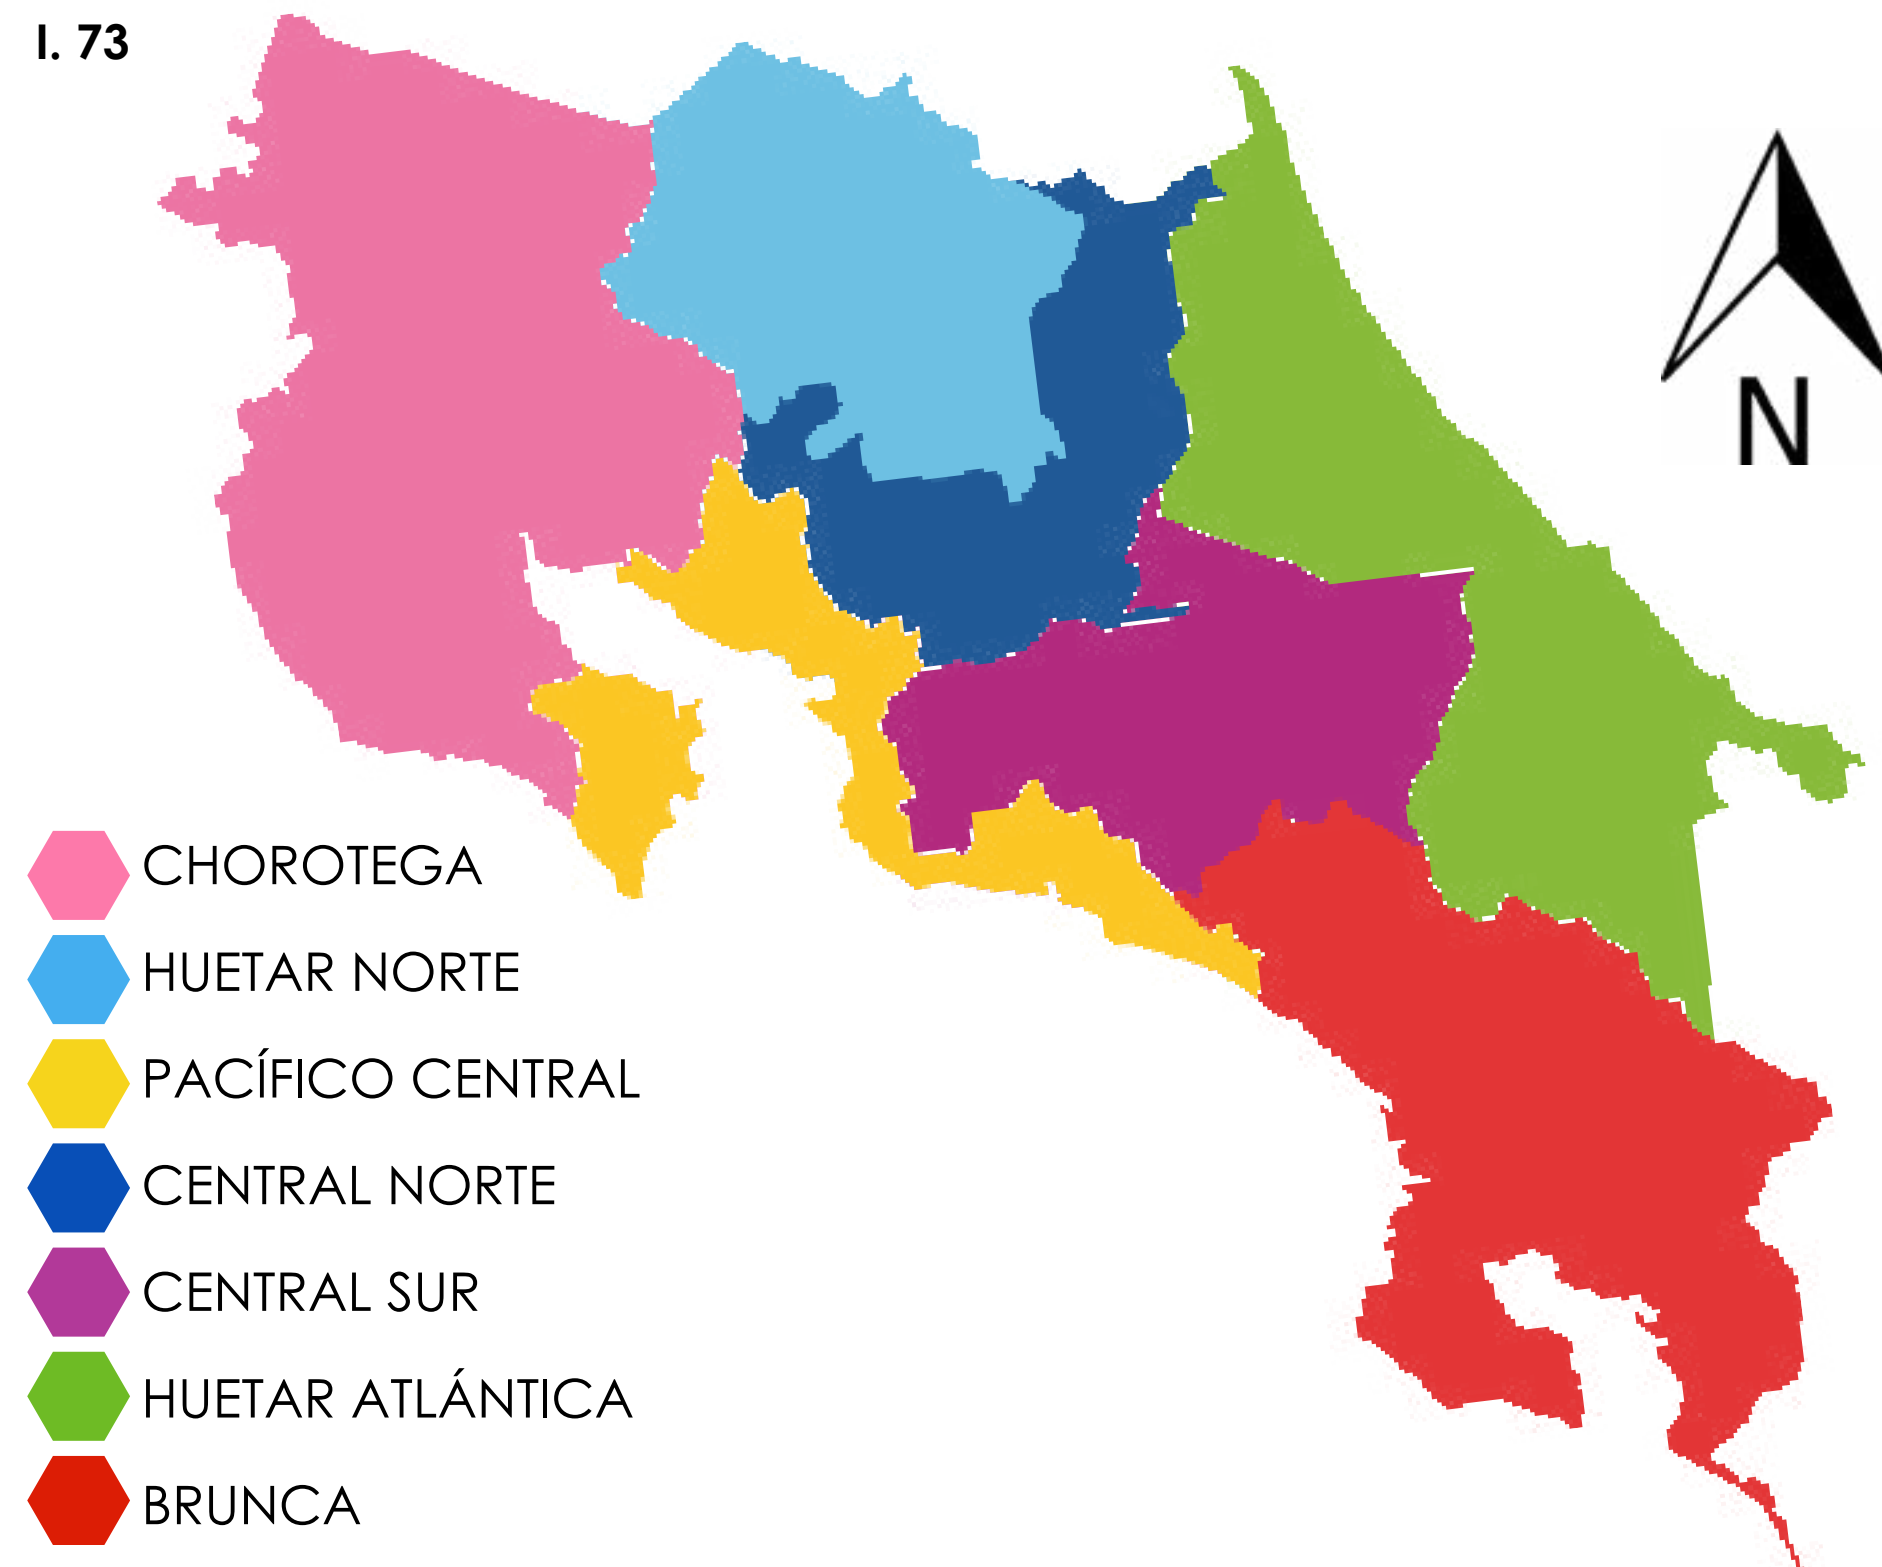 I. 73
N
CHOROTEGA
HUETAR NORTE
PACÍFICO CENTRAL
CENTRAL NORTE
CENTRAL SUR
HUETAR ATLÁNTICA
BRUNCA